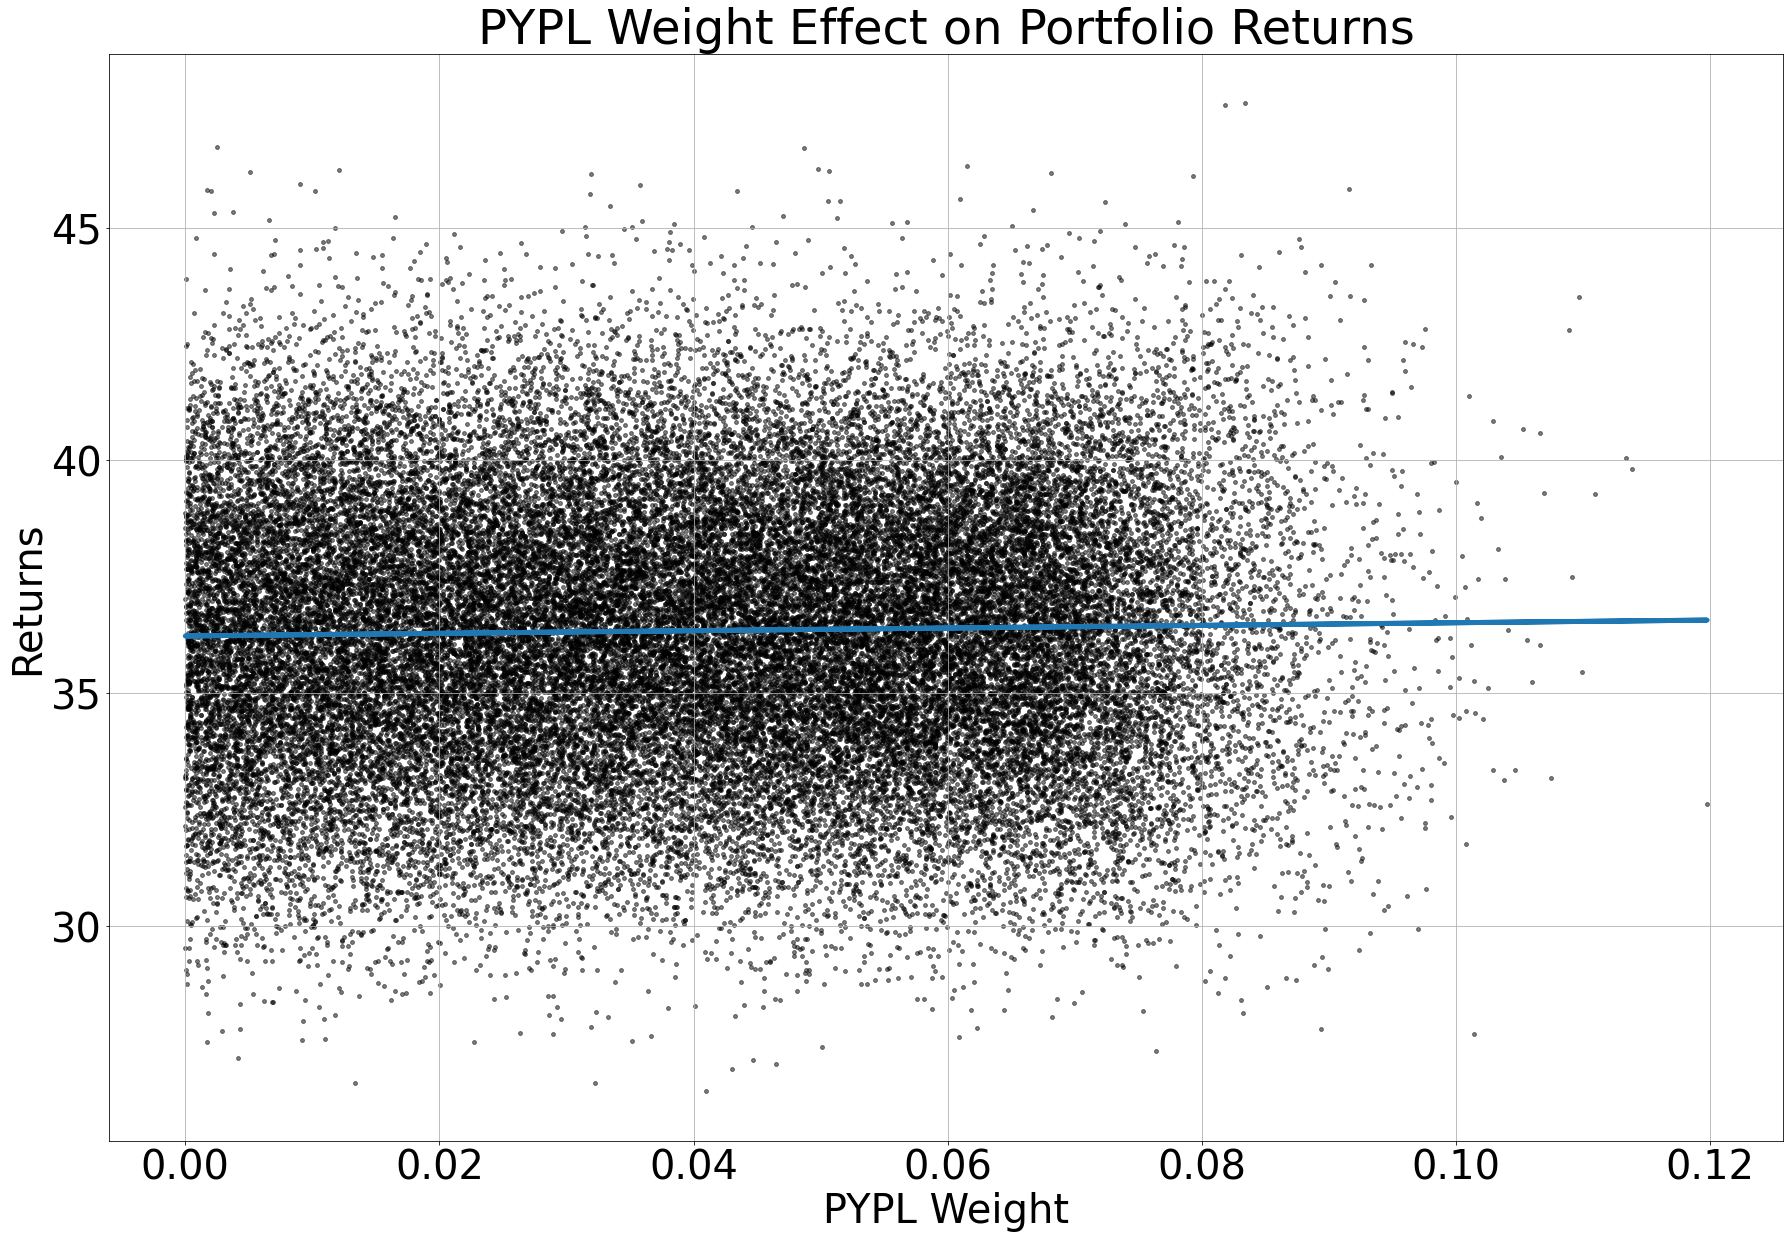 PYPL Weight Effect on Portfolio Returns
45
40
35
30
Returns
0.00 0.02 0.04 0.06 0.08 0.10 0.12
PYPL Weight